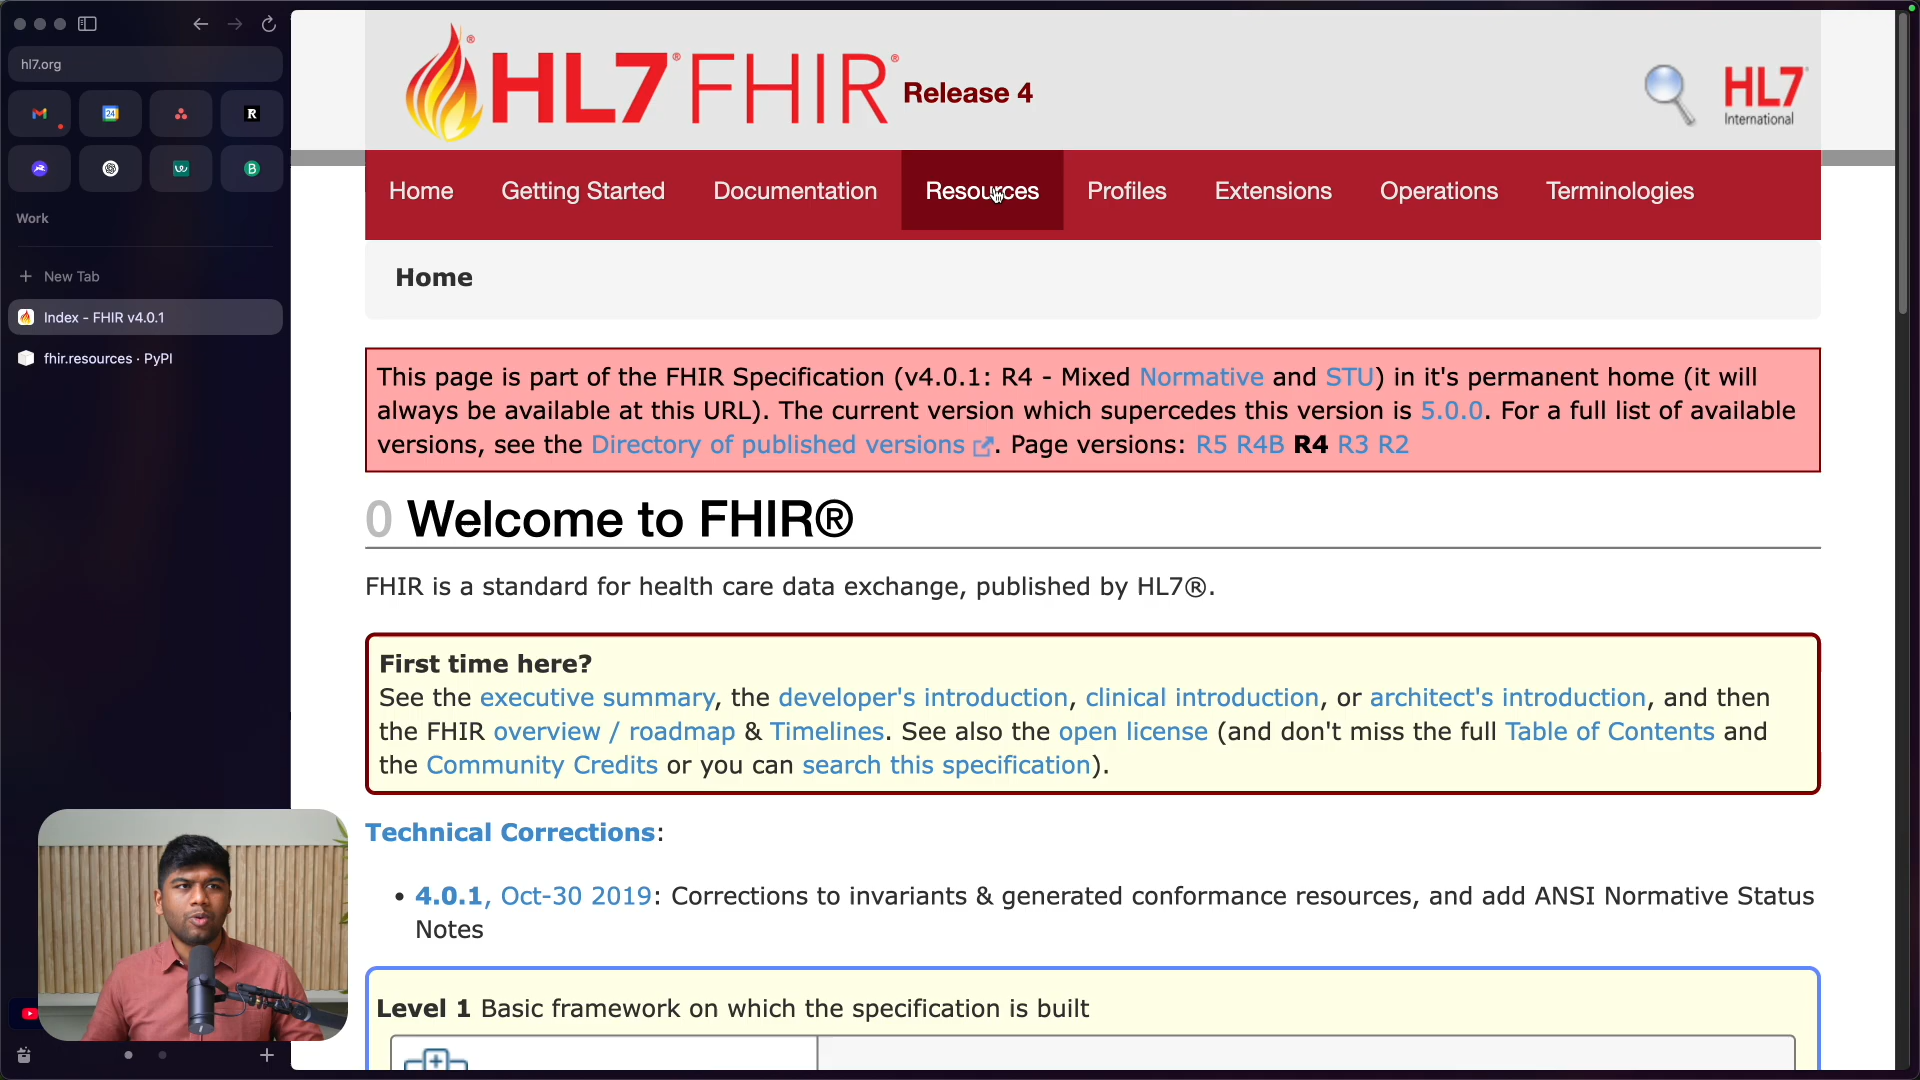 hl7.org
24
R
B
Work
New Tab
Index - FHIR v4.0.1
fhir.resources · PyPI
HL7® FHIR® Release 4
HL7®
International
Home
Getting Started
Documentation
Resources
Profiles
Extensions
Operations
Terminologies
Home
This page is part of the FHIR Specification (v4.0.1: R4 - Mixed Normative and STU) in it's permanent home (it will
always be available at this URL). The current version which supercedes this version is 5.0.0. For a full list of available
versions, see the Directory of published versions. Page versions: R5 R4B R4 R3 R2
0 Welcome to FHIR®
FHIR is a standard for health care data exchange, published by HL7®.
First time here?
See the executive summary, the developer's introduction, clinical introduction, or architect's introduction, and then
the FHIR overview / roadmap & Timelines. See also the open license (and don't miss the full Table of Contents and
the Community Credits or you can search this specification).
Technical Corrections:
• 4.0.1, Oct-30 2019: Corrections to invariants & generated conformance resources, and add ANSI Normative Status
Notes
Level 1 Basic framework on which the specification is built